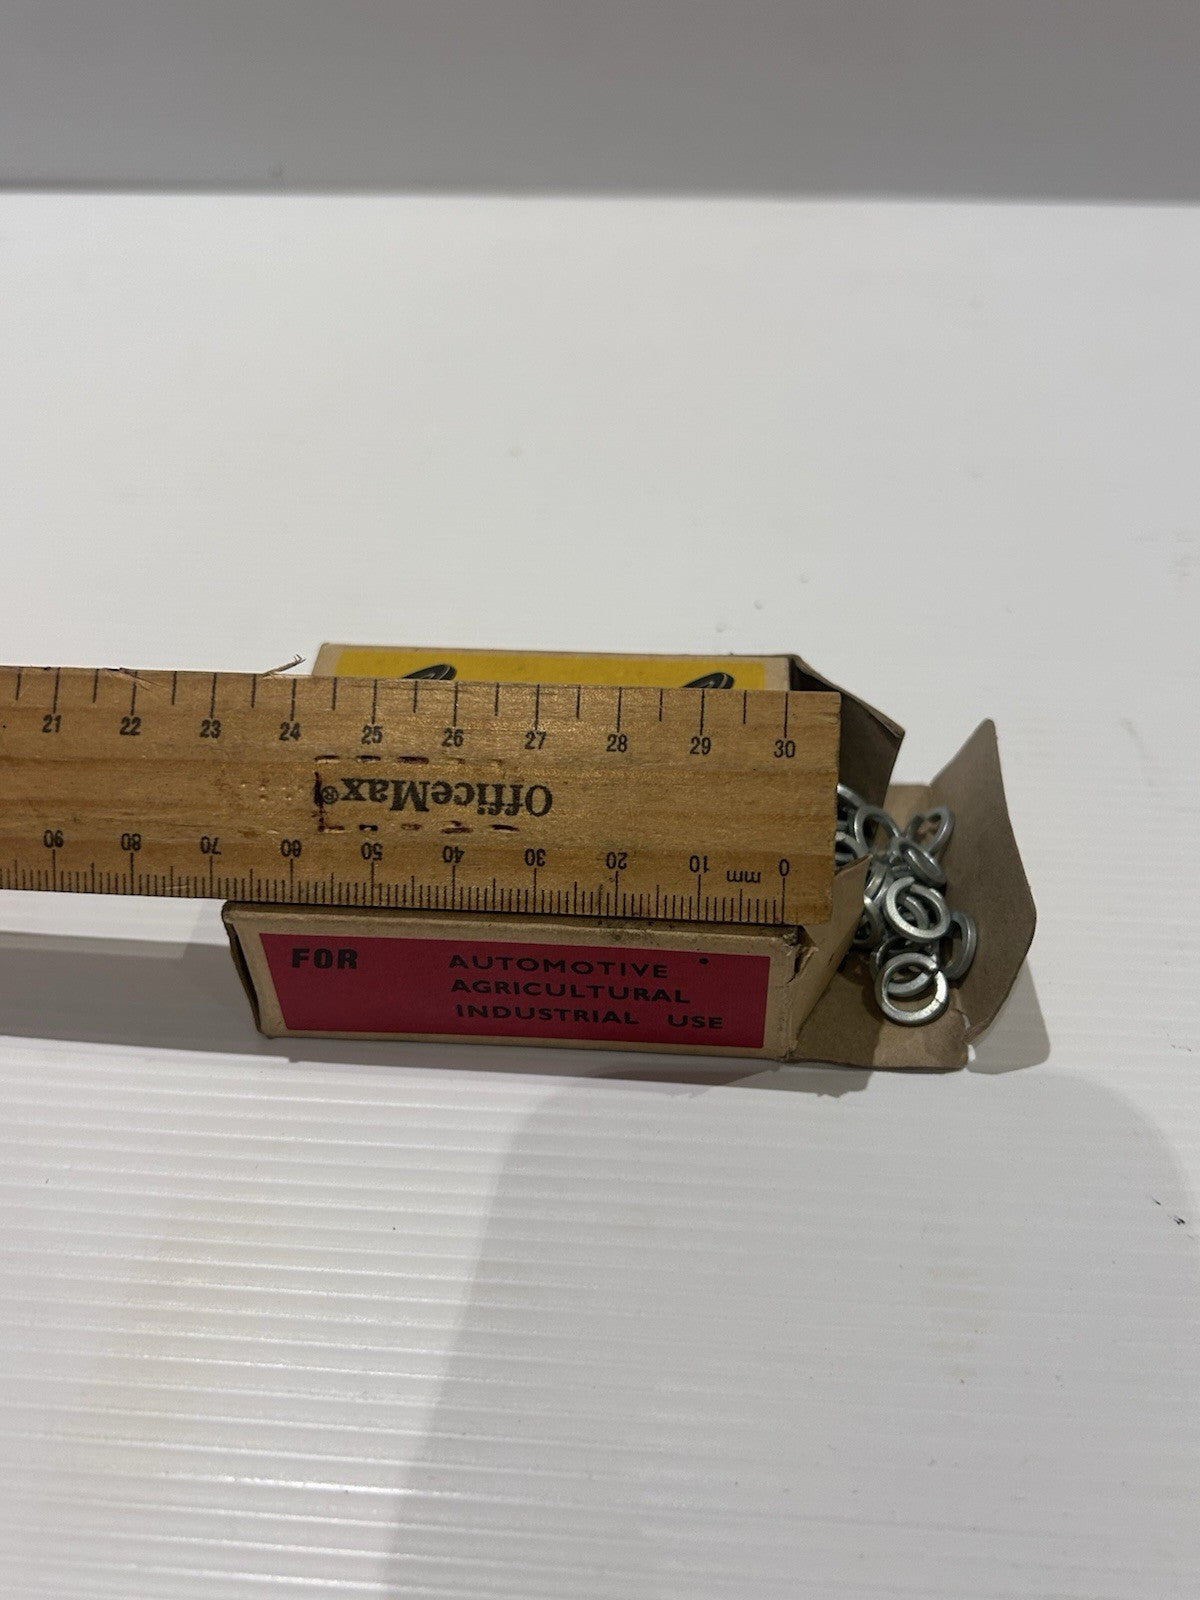 21 22 23 24 25 26 27 28 29 30
OfficeMax®
90 80 70 60 50 40 30 20 10 mm 0
FOR AUTOMOTIVE
AGRICULTURAL
INDUSTRIAL USE